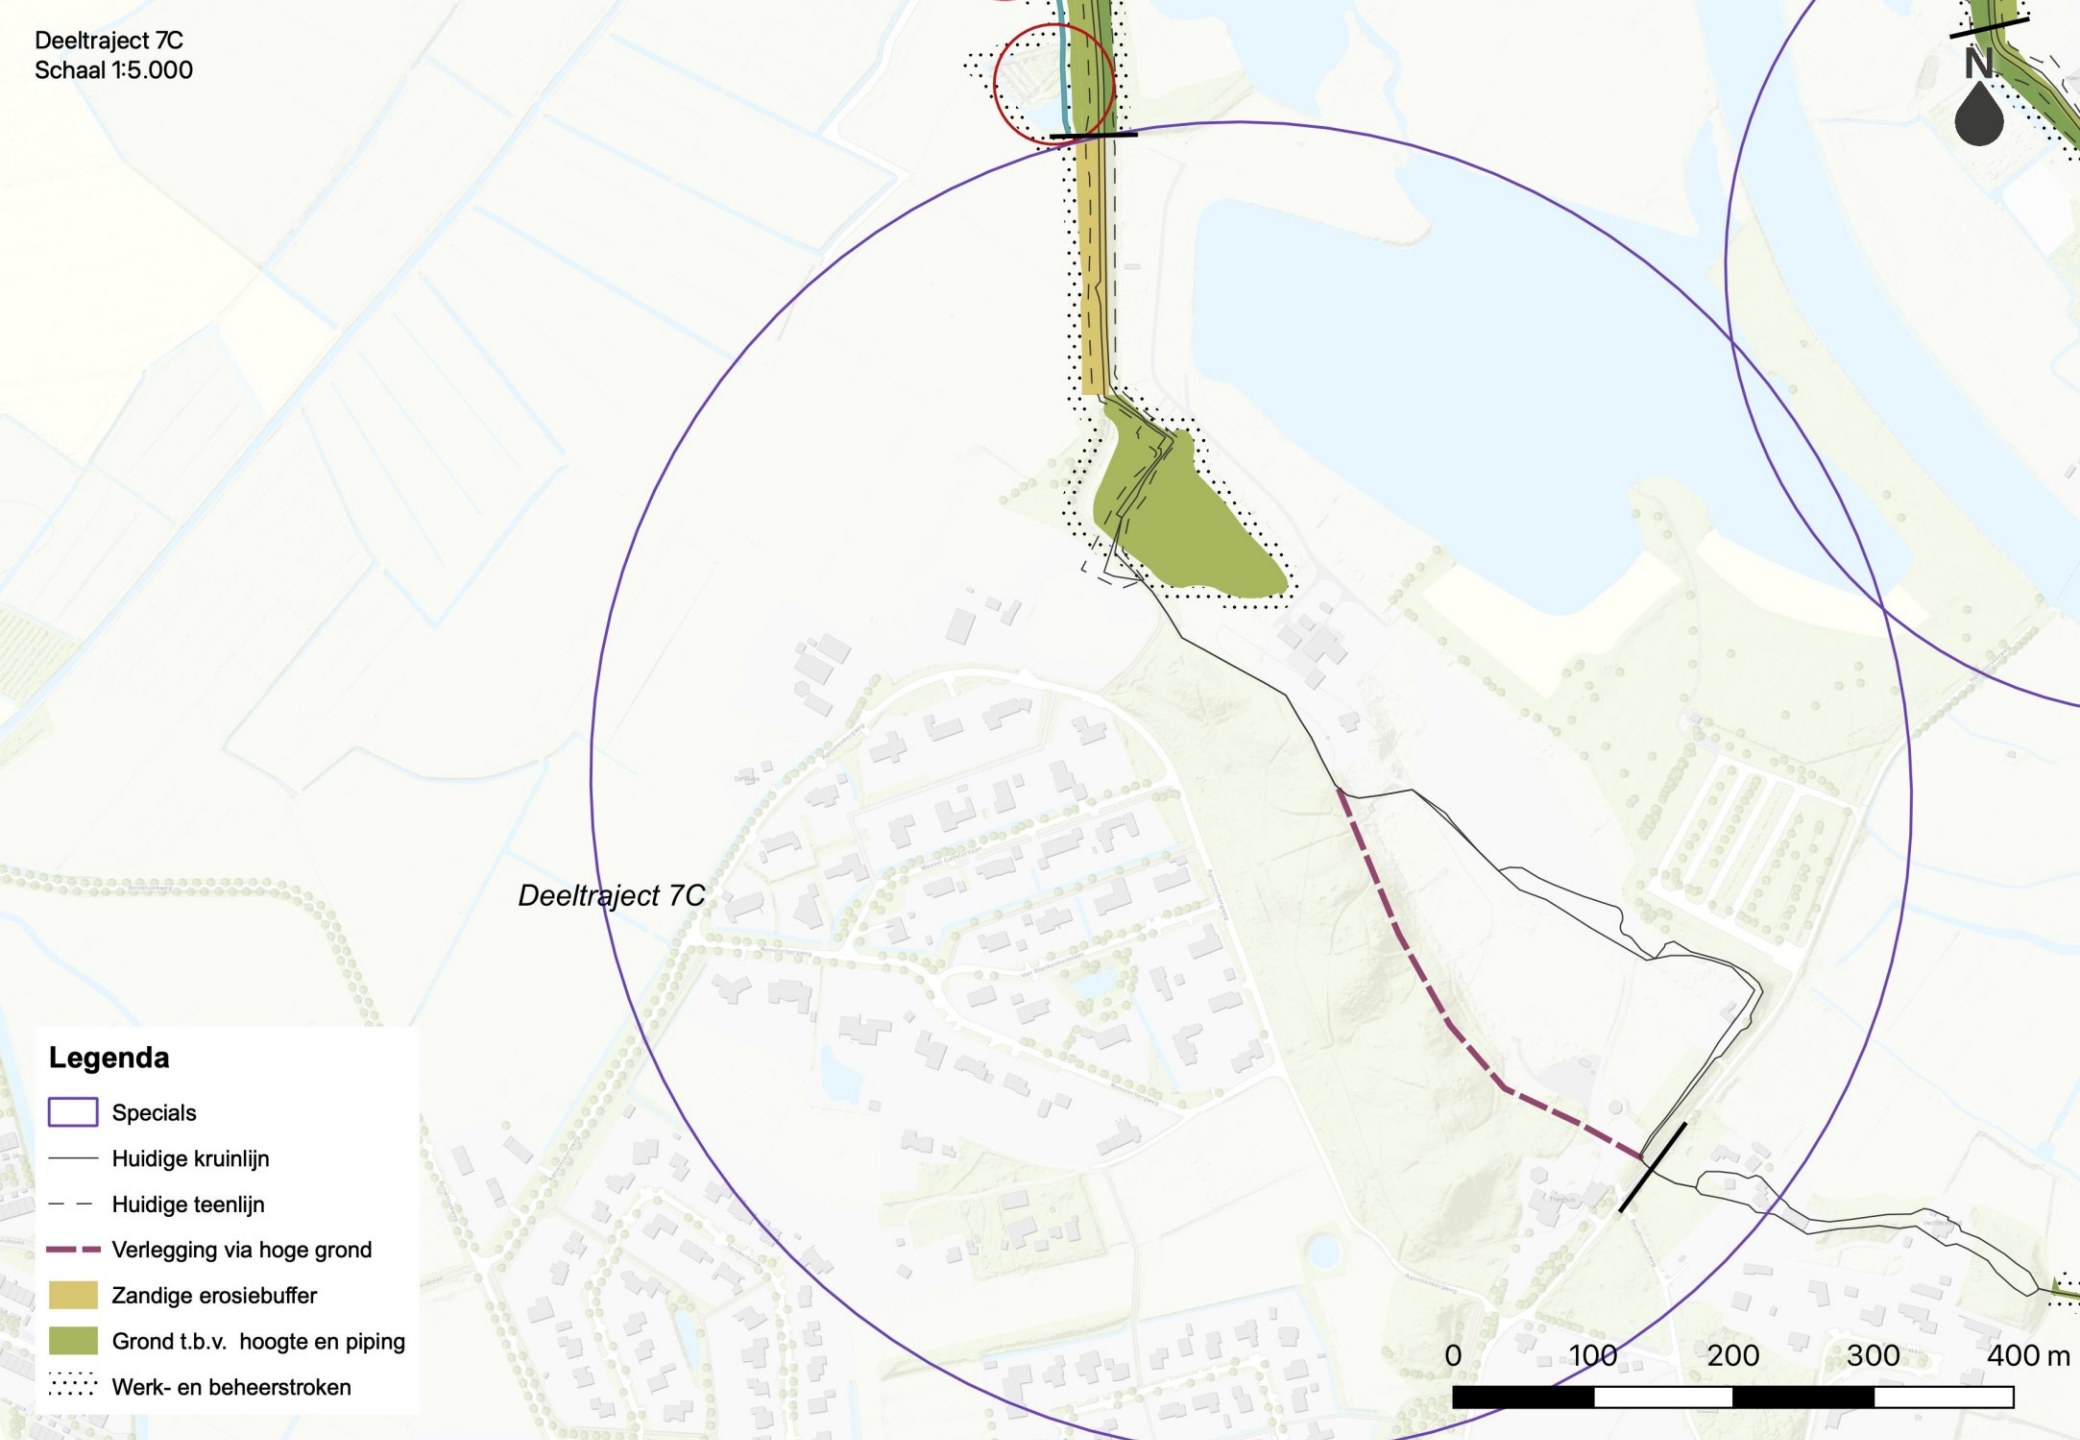 Deeltraject 7C
Schaal 1:5.000
N
Deeltraject 7C
Legenda
Specials
Huidige kruinlijn
Huidige teenlijn
Verlegging via hoge grond
Zandige erosiebuffer
Grond t.b.v. hoogte en piping
Werk- en beheerstroken
0 100 200 300 400 m